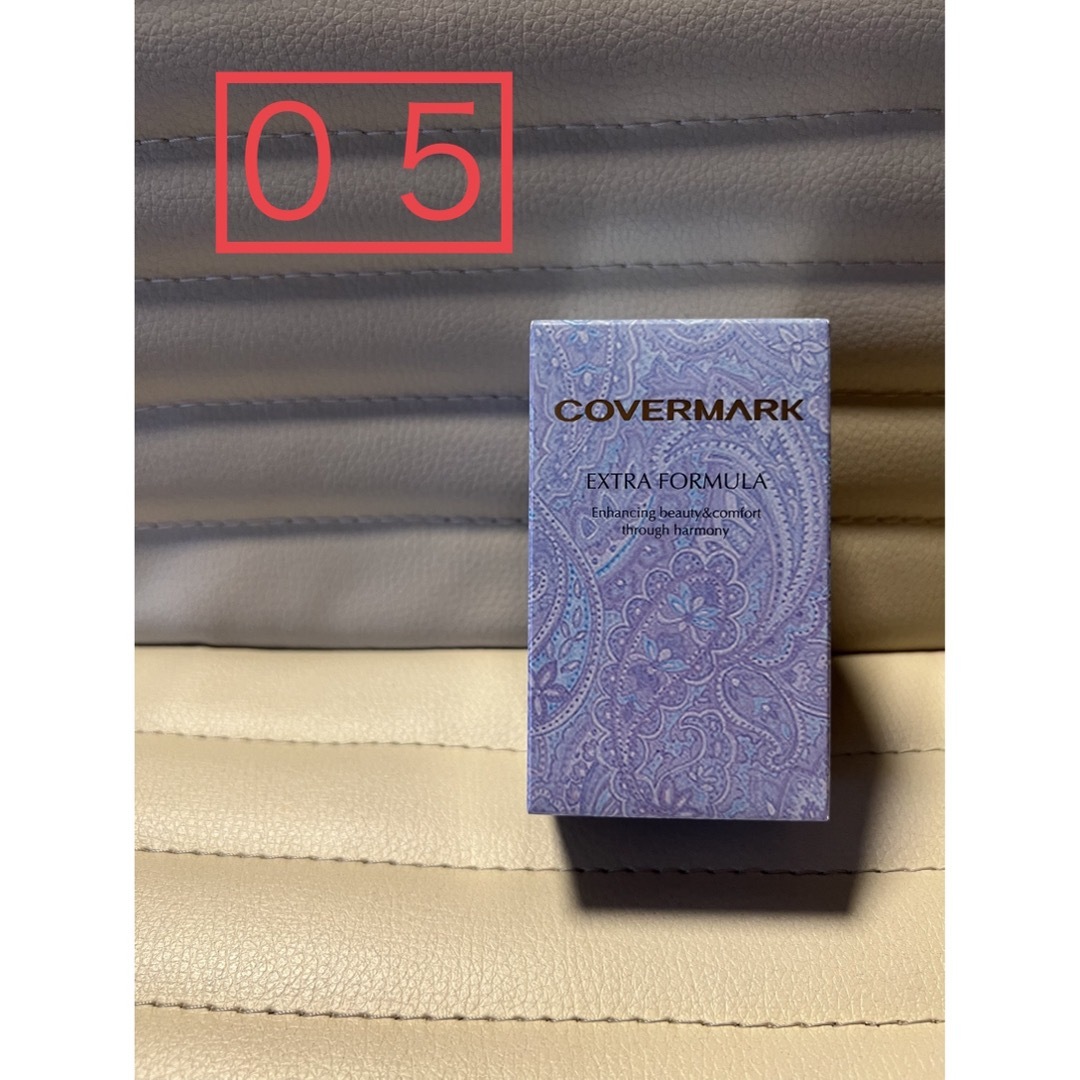 ０５
COVERMARK
EXTRA FORMULA
Enhancing beauty&comfort
through harmony